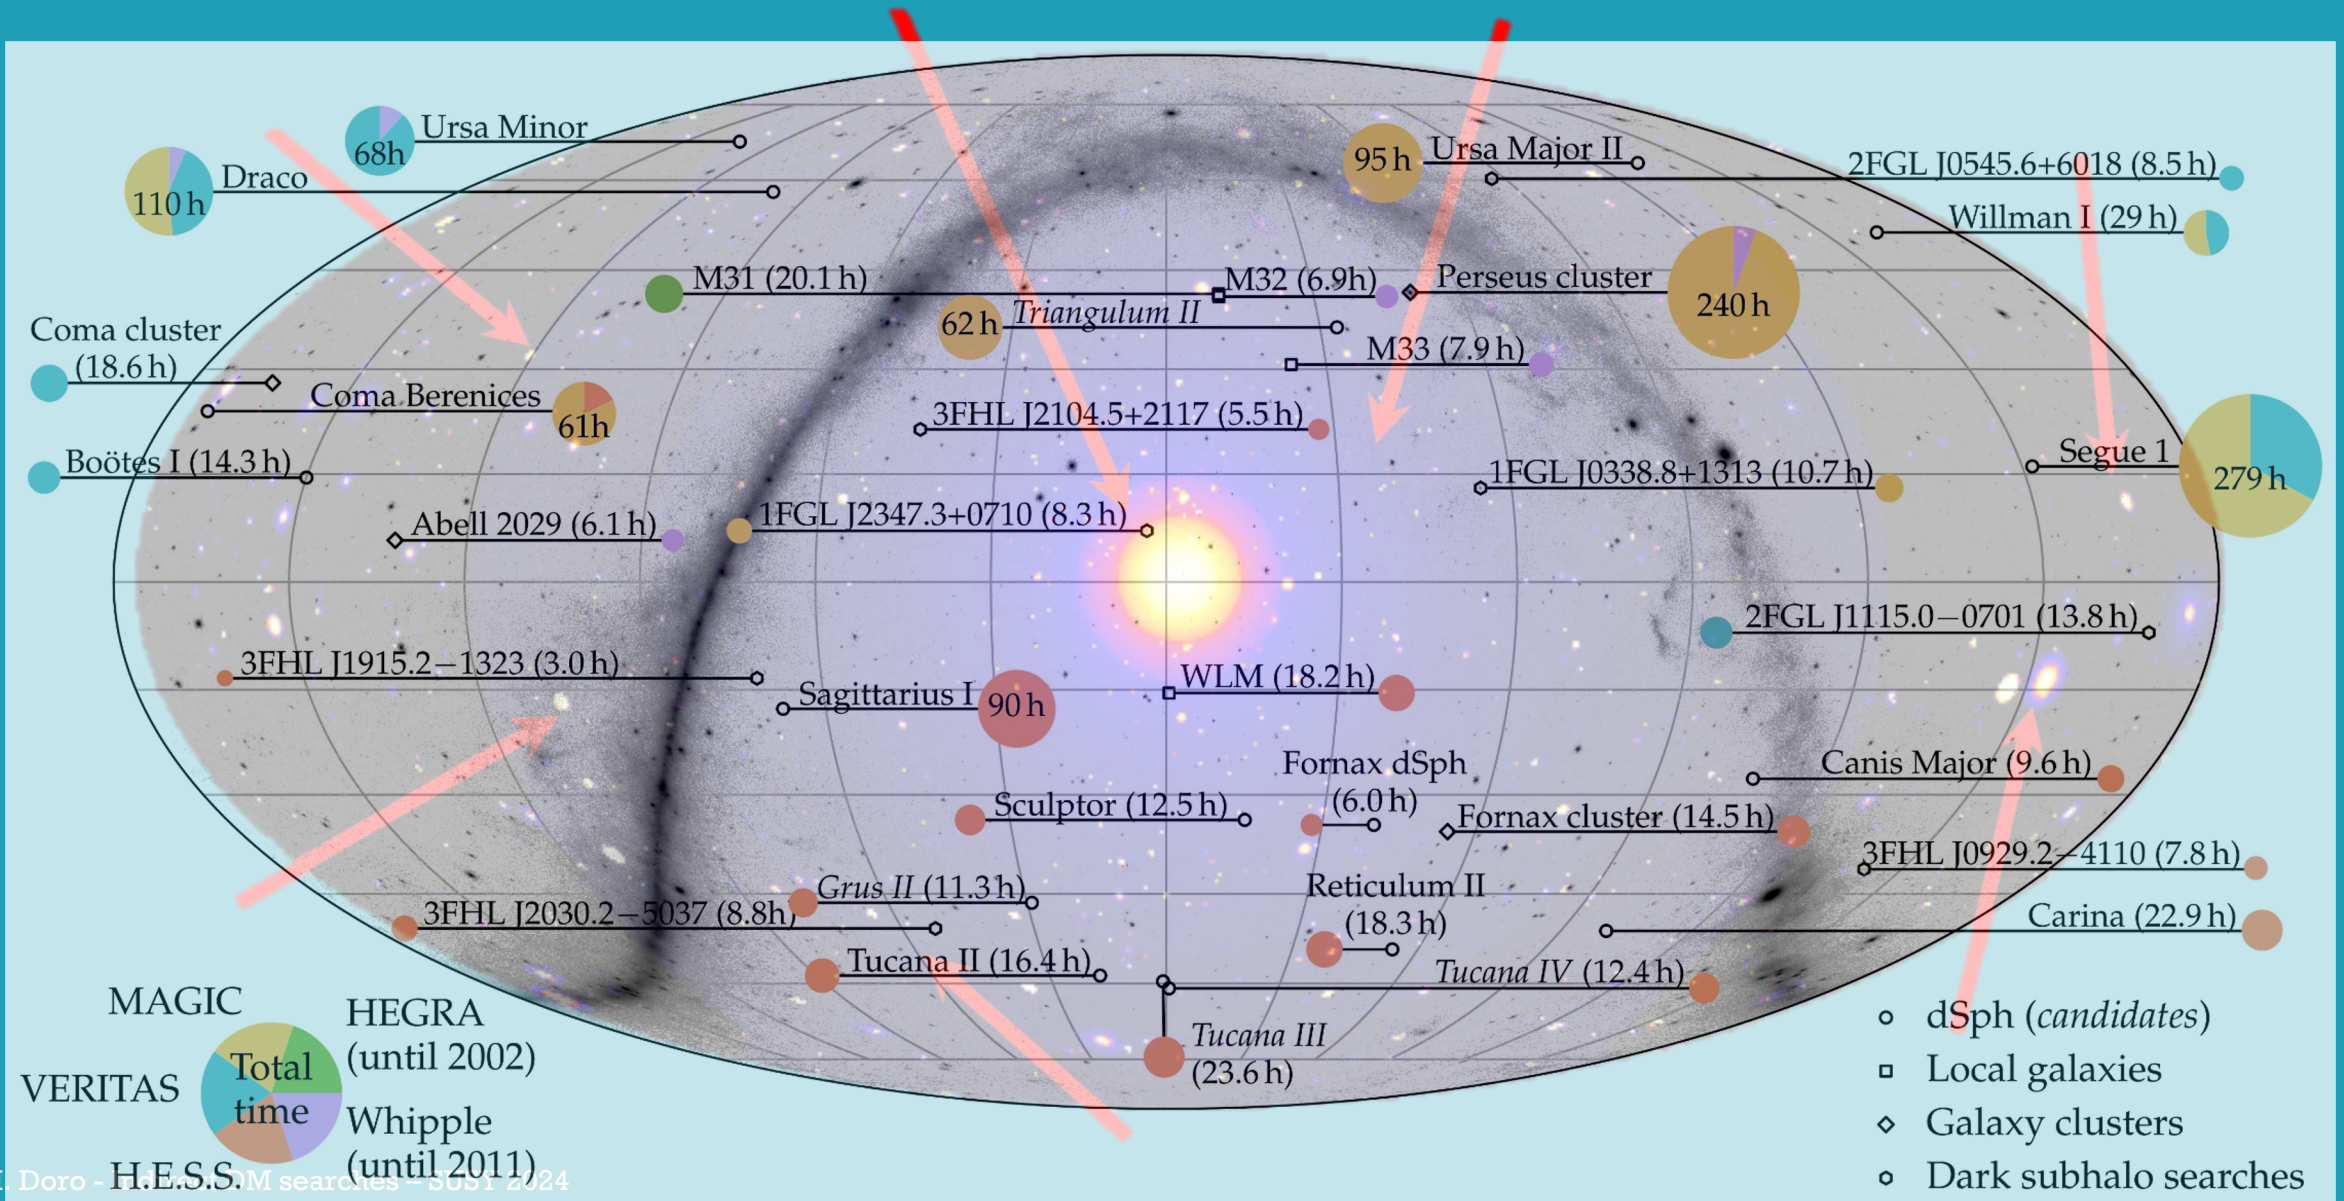 Ursa Minor
68h
Draco
110 h
95 h
Ursa Major II
2FGL J0545.6+6018 (8.5 h)
Willman I (29 h)
M31 (20.1 h)
M32 (6.9h)
Perseus cluster
240 h
62 h
Triangulum II
Coma cluster
(18.6 h)
M33 (7.9 h)
Coma Berenices
61h
3FHL J2104.5+2117 (5.5 h)
Boötes I (14.3 h)
Segue 1
279 h
1FGL J0338.8+1313 (10.7 h)
Abell 2029 (6.1 h)
1FGL J2347.3+0710 (8.3 h)
2FGL J1115.0−0701 (13.8 h)
3FHL J1915.2−1323 (3.0 h)
Sagittarius I
90 h
WLM (18.2 h)
Fornax dSph
(6.0 h)
Canis Major (9.6 h)
Sculptor (12.5 h)
Fornax cluster (14.5 h)
3FHL J0929.2−4110 (7.8 h)
Grus II (11.3 h)
Reticulum II
(18.3 h)
3FHL J2030.2−5037 (8.8h)
Carina (22.9 h)
Tucana II (16.4 h)
Tucana IV (12.4 h)
Tucana III
(23.6 h)
MAGIC
HEGRA
(until 2002)
Total
time
VERITAS
Whipple
(until 2011)
H.E.S.S.
dSph (candidates)
Local galaxies
Galaxy clusters
Dark subhalo searches
. Doro - Indirect DM searches – SUSY 2024